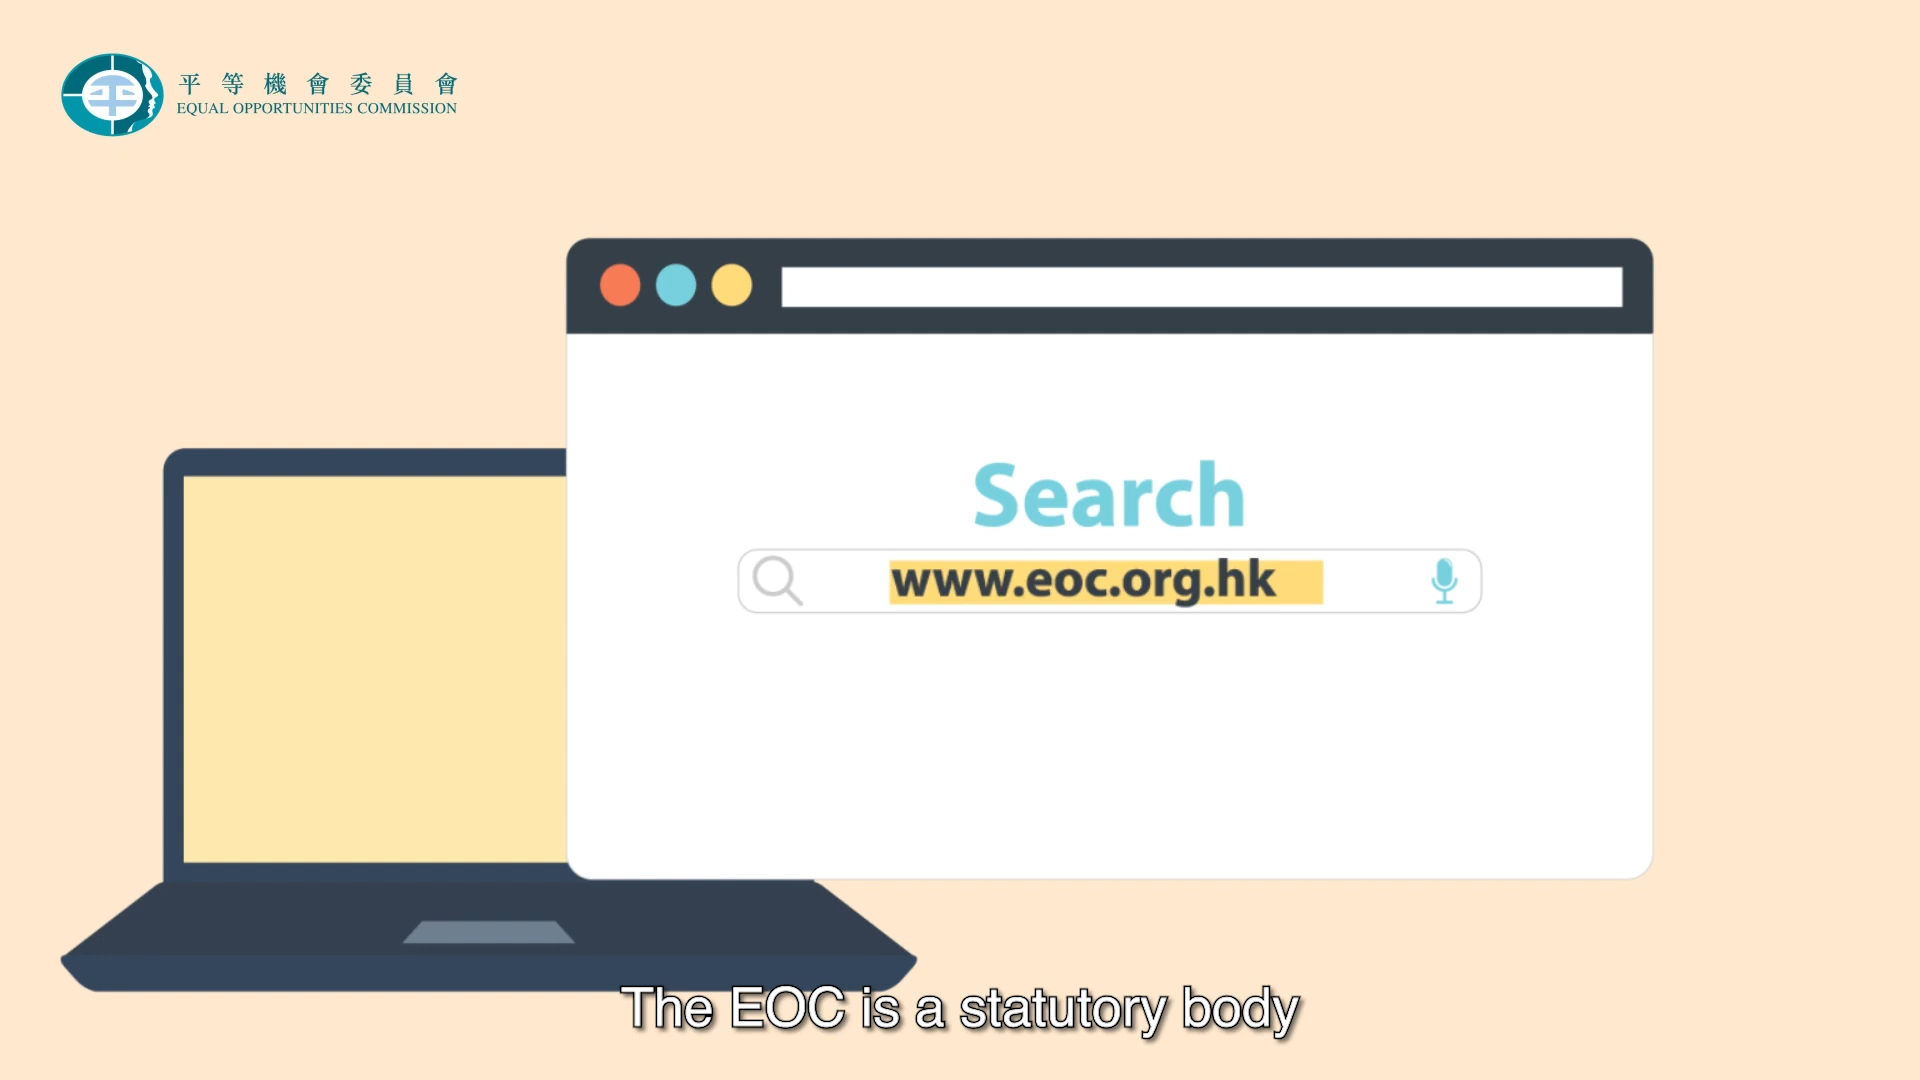 平等機會委員會
EQUAL OPPORTUNITIES COMMISSION
Search
www.eoc.org.hk
The EOC is a statutory body